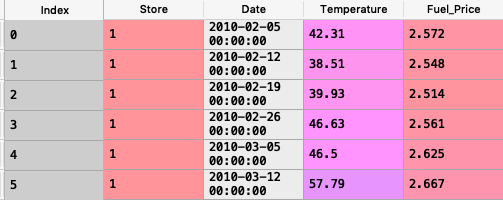 Index Store Date Temperature Fuel_Price
0 1 2010-02-05 00:00:00 42.31 2.572
1 1 2010-02-12 00:00:00 38.51 2.548
2 1 2010-02-19 00:00:00 39.93 2.514
3 1 2010-02-26 00:00:00 46.63 2.561
4 1 2010-03-05 00:00:00 46.5 2.625
5 1 2010-03-12 00:00:00 57.79 2.667